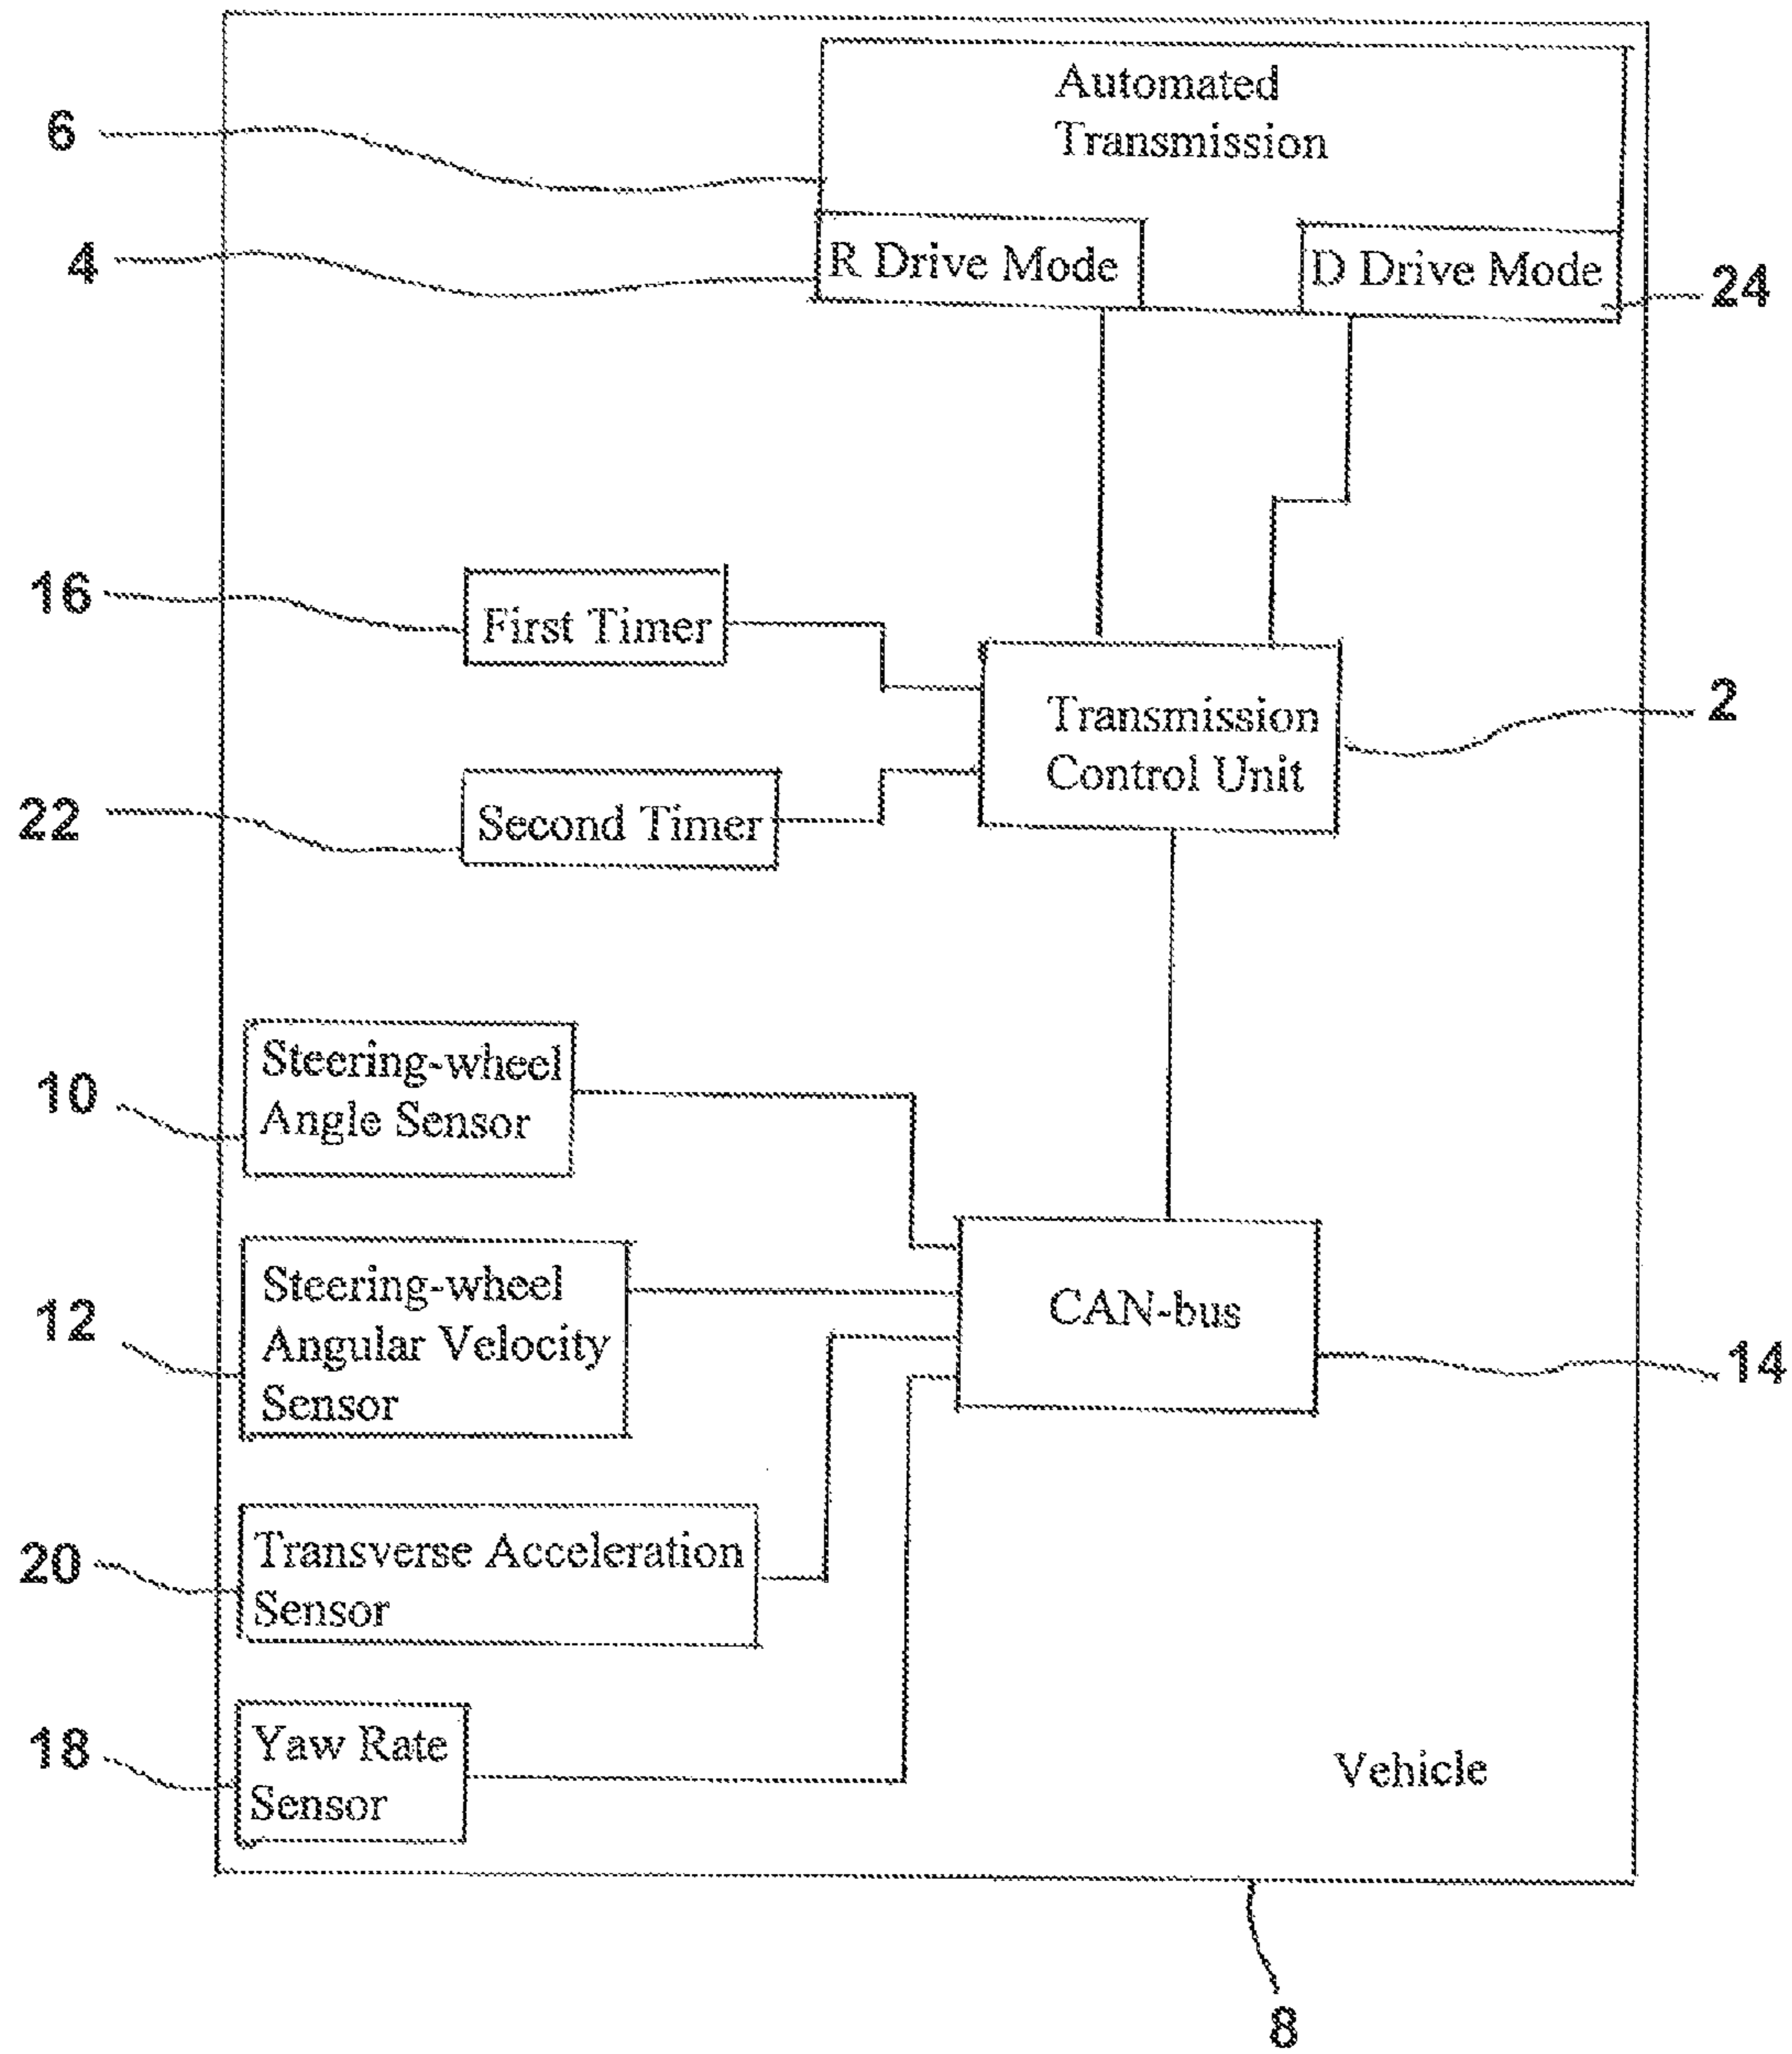 Automated
Transmission
6
4
R Drive Mode
D Drive Mode
24
16
First Timer
Transmission
Control Unit
2
22
Second Timer
10
Steering-wheel
Angle Sensor
12
Steering-wheel
Angular Velocity
Sensor
CAN-bus
14
20
Transverse Acceleration
Sensor
18
Yaw Rate
Sensor
Vehicle
8